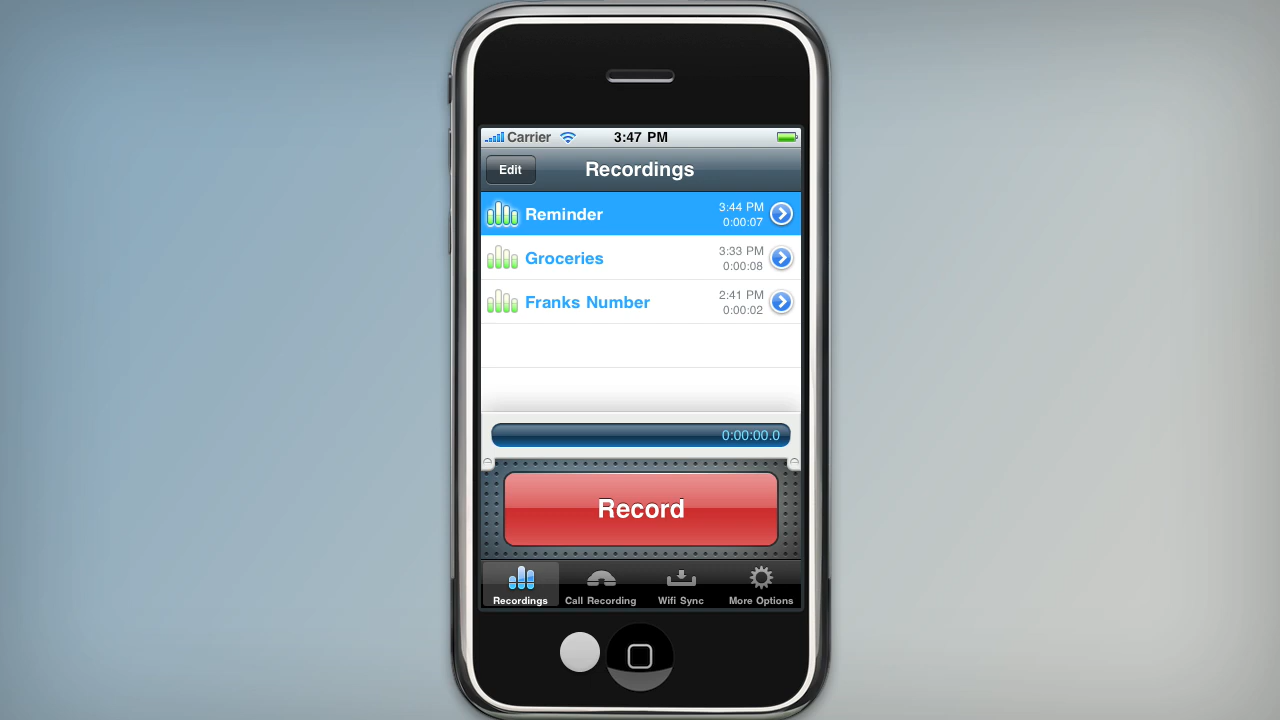 Carrier 3:47 PM
Edit Recordings
Reminder 3:44 PM
0:00:07
Groceries 3:33 PM
0:00:08
Franks Number 2:41 PM
0:00:02
0:00:00.0
Record
Recordings Call Recording Wifi Sync More Options